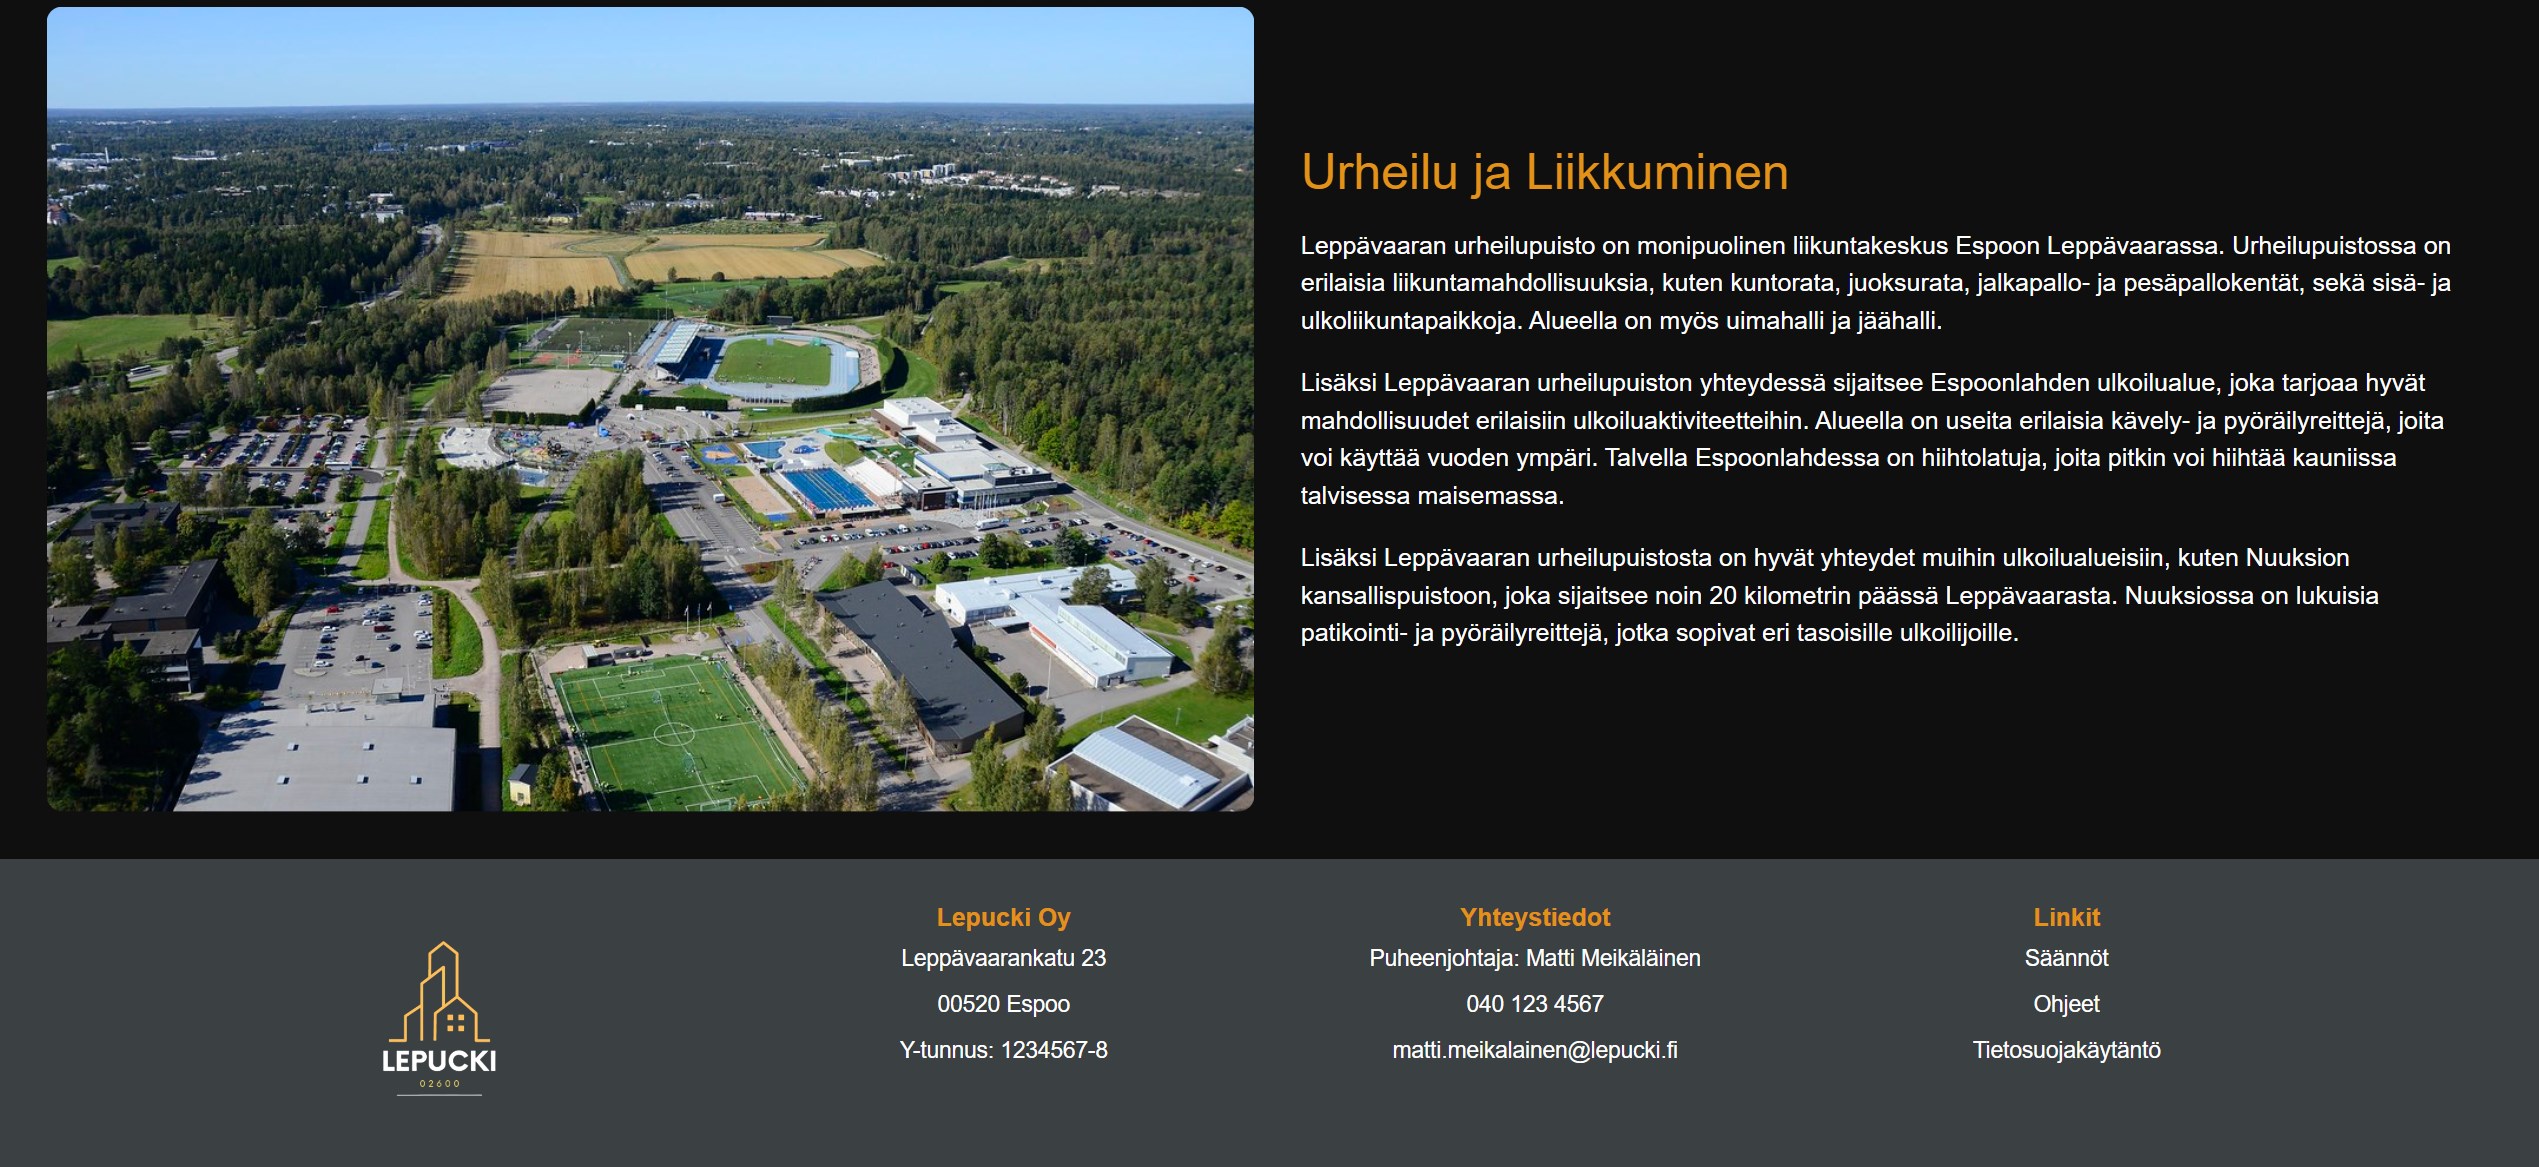 Urheilu ja Liikkuminen
Leppävaaran urheilupuisto on monipuolinen liikuntakeskus Espoon Leppävaarassa. Urheilupuistossa on
erilaisia liikuntamahdollisuuksia, kuten kuntorata, juoksurata, jalkapallo- ja pesäpallokentät, sekä sisä- ja
ulkoliikuntapaikkoja. Alueella on myös uimahalli ja jäähalli.
Lisäksi Leppävaaran urheilupuiston yhteydessä sijaitsee Espoonlahden ulkoilualue, joka tarjoaa hyvät
mahdollisuudet erilaisiin ulkoiluaktiviteetteihin. Alueella on useita erilaisia kävely- ja pyöräilyreittejä, joita
voi käyttää vuoden ympäri. Talvella Espoonlahdessa on hiihtolatuja, joita pitkin voi hiihtää kauniissa
talvisessa maisemassa.
Lisäksi Leppävaaran urheilupuistosta on hyvät yhteydet muihin ulkoilualueisiin, kuten Nuuksion
kansallispuistoon, joka sijaitsee noin 20 kilometrin päässä Leppävaarasta. Nuuksiossa on lukuisia
patikointi- ja pyöräilyreittejä, jotka sopivat eri tasoisille ulkoilijoille.
LEPUCKI
02600
Lepucki Oy
Leppävaarankatu 23
00520 Espoo
Y-tunnus: 1234567-8
Yhteystiedot
Puheenjohtaja: Matti Meikäläinen
040 123 4567
matti.meikalainen@lepucki.fi
Linkit
Säännöt
Ohjeet
Tietosuojakäytäntö